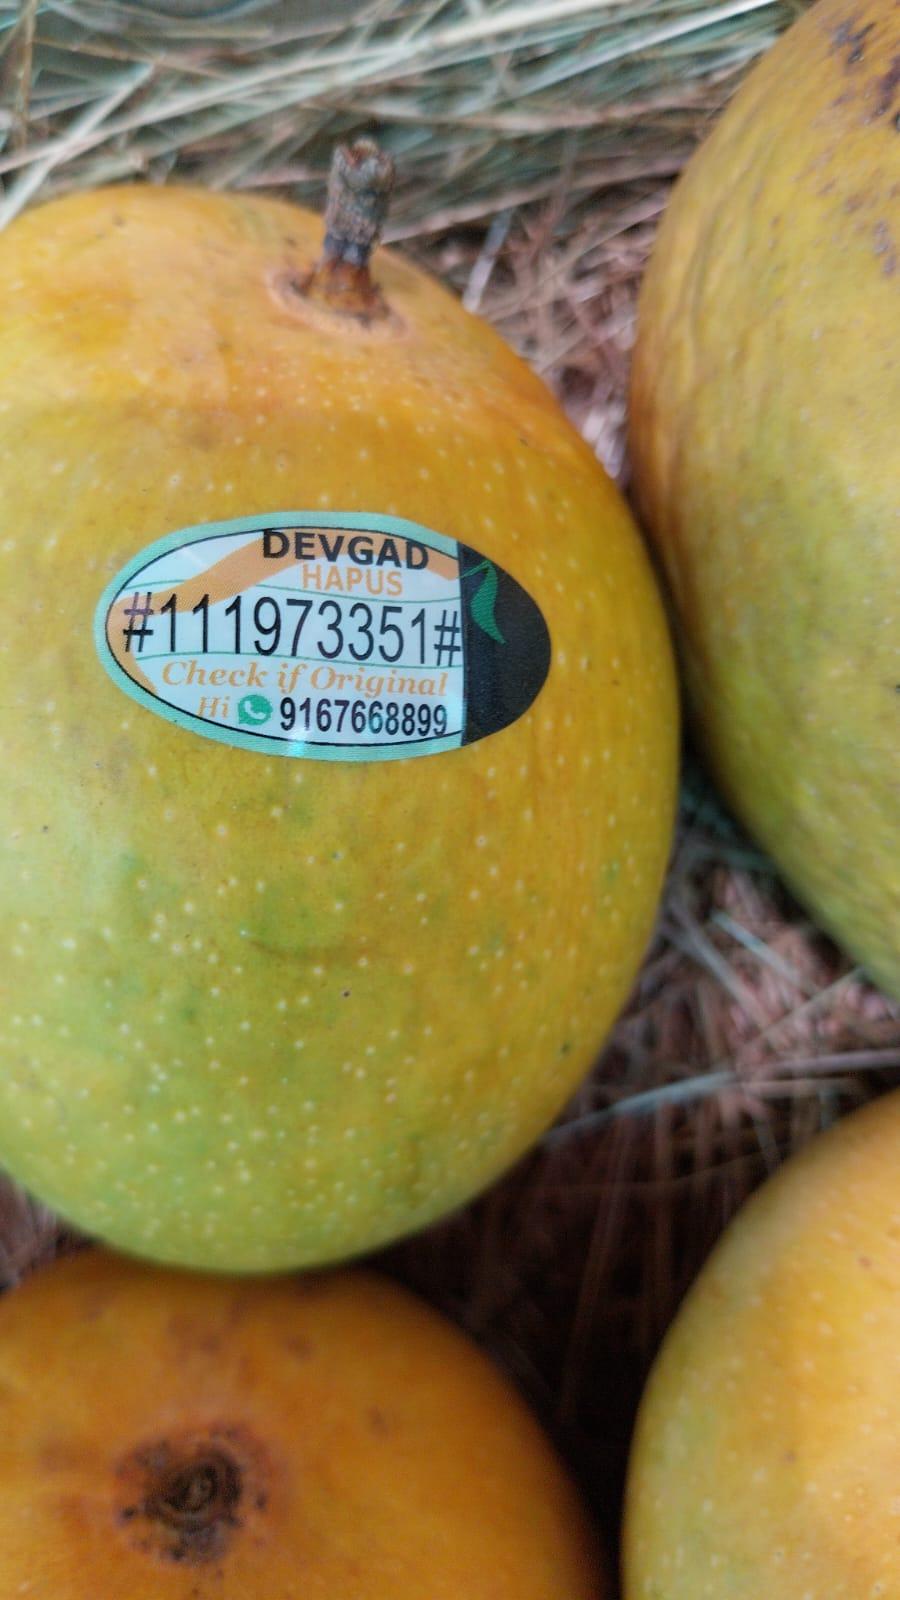 DEVGAD
HAPUS
#111973351#
Check if Original
Hi 9167668899